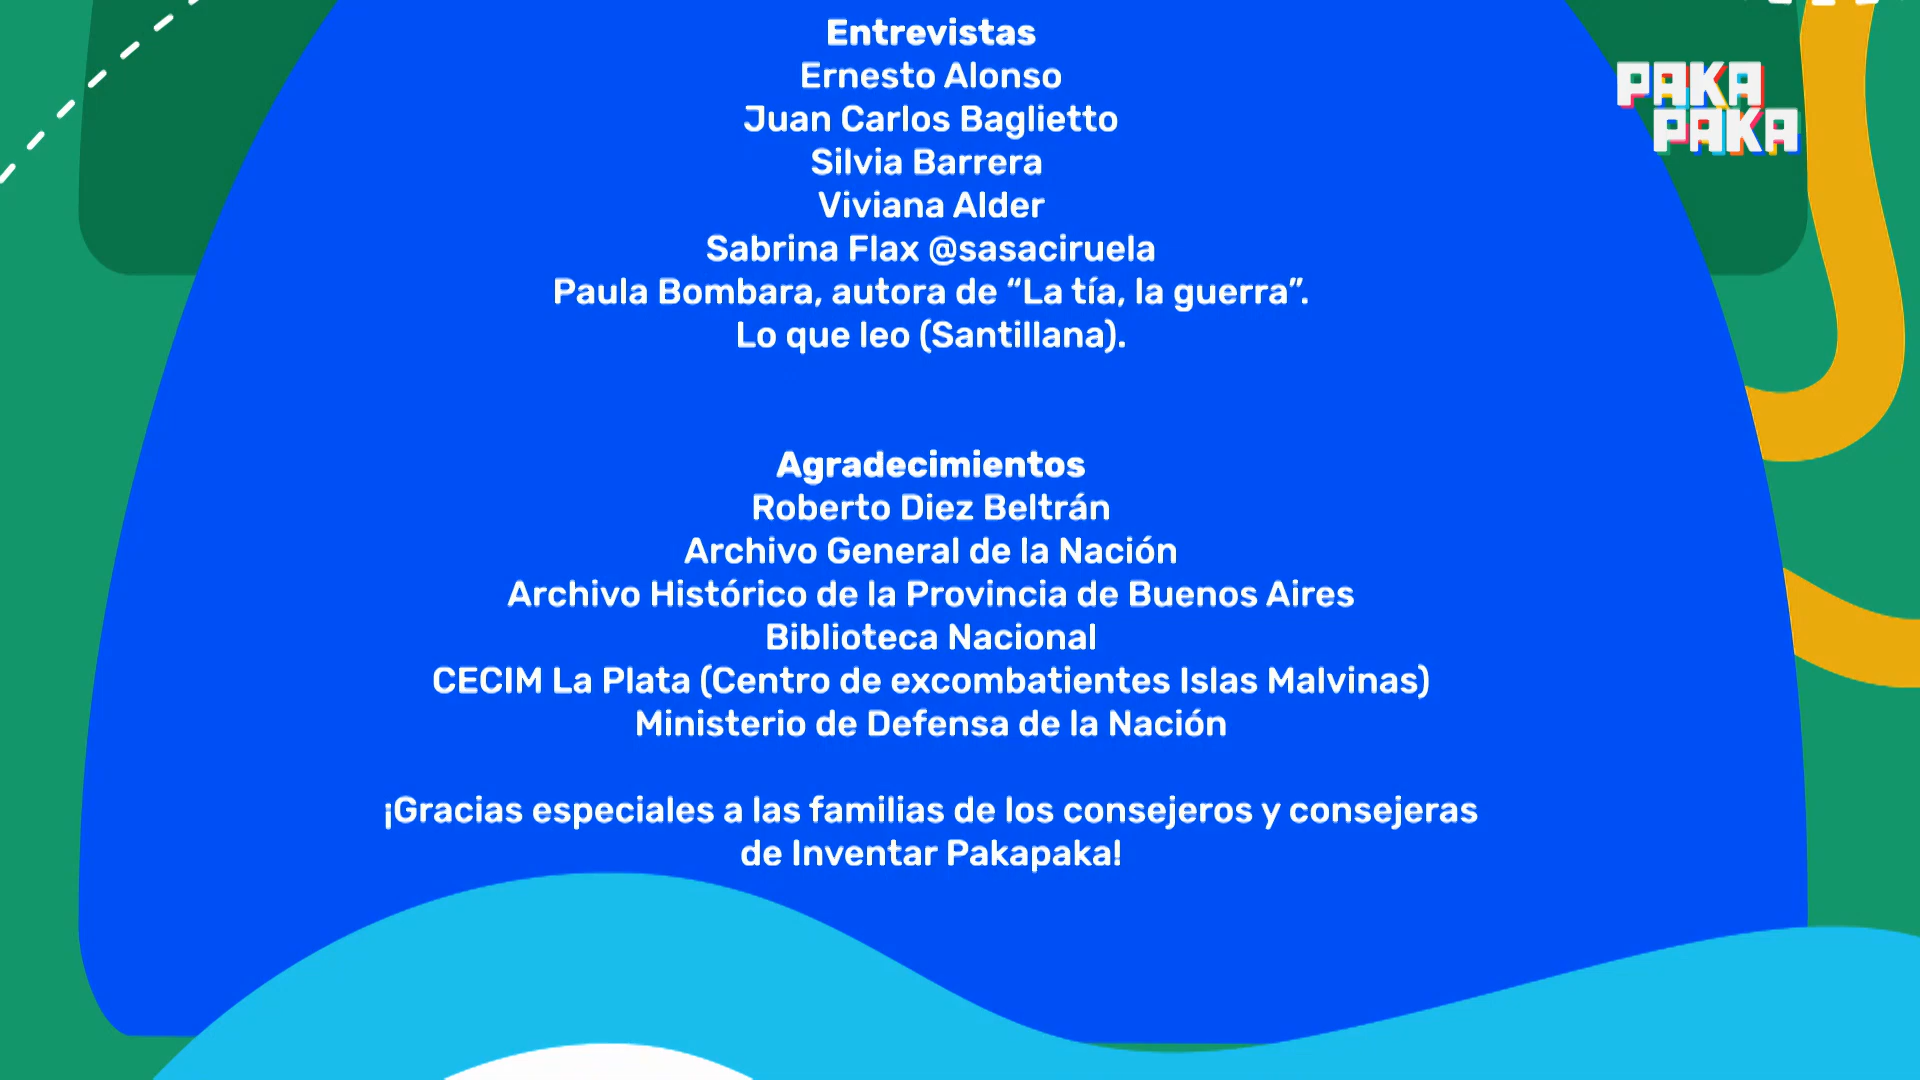 Entrevistas
Ernesto Alonso
Juan Carlos Baglietto
Silvia Barrera
Viviana Alder
Sabrina Flax @sasaciruela
Paula Bombara, autora de “La tía, la guerra”.
Lo que leo (Santillana).
Agradecimientos
Roberto Diez Beltrán
Archivo General de la Nación
Archivo Histórico de la Provincia de Buenos Aires
Biblioteca Nacional
CECIM La Plata (Centro de excombatientes Islas Malvinas)
Ministerio de Defensa de la Nación
¡Gracias especiales a las familias de los consejeros y consejeras
de Inventar Pakapaka!
PAKA
PAKA